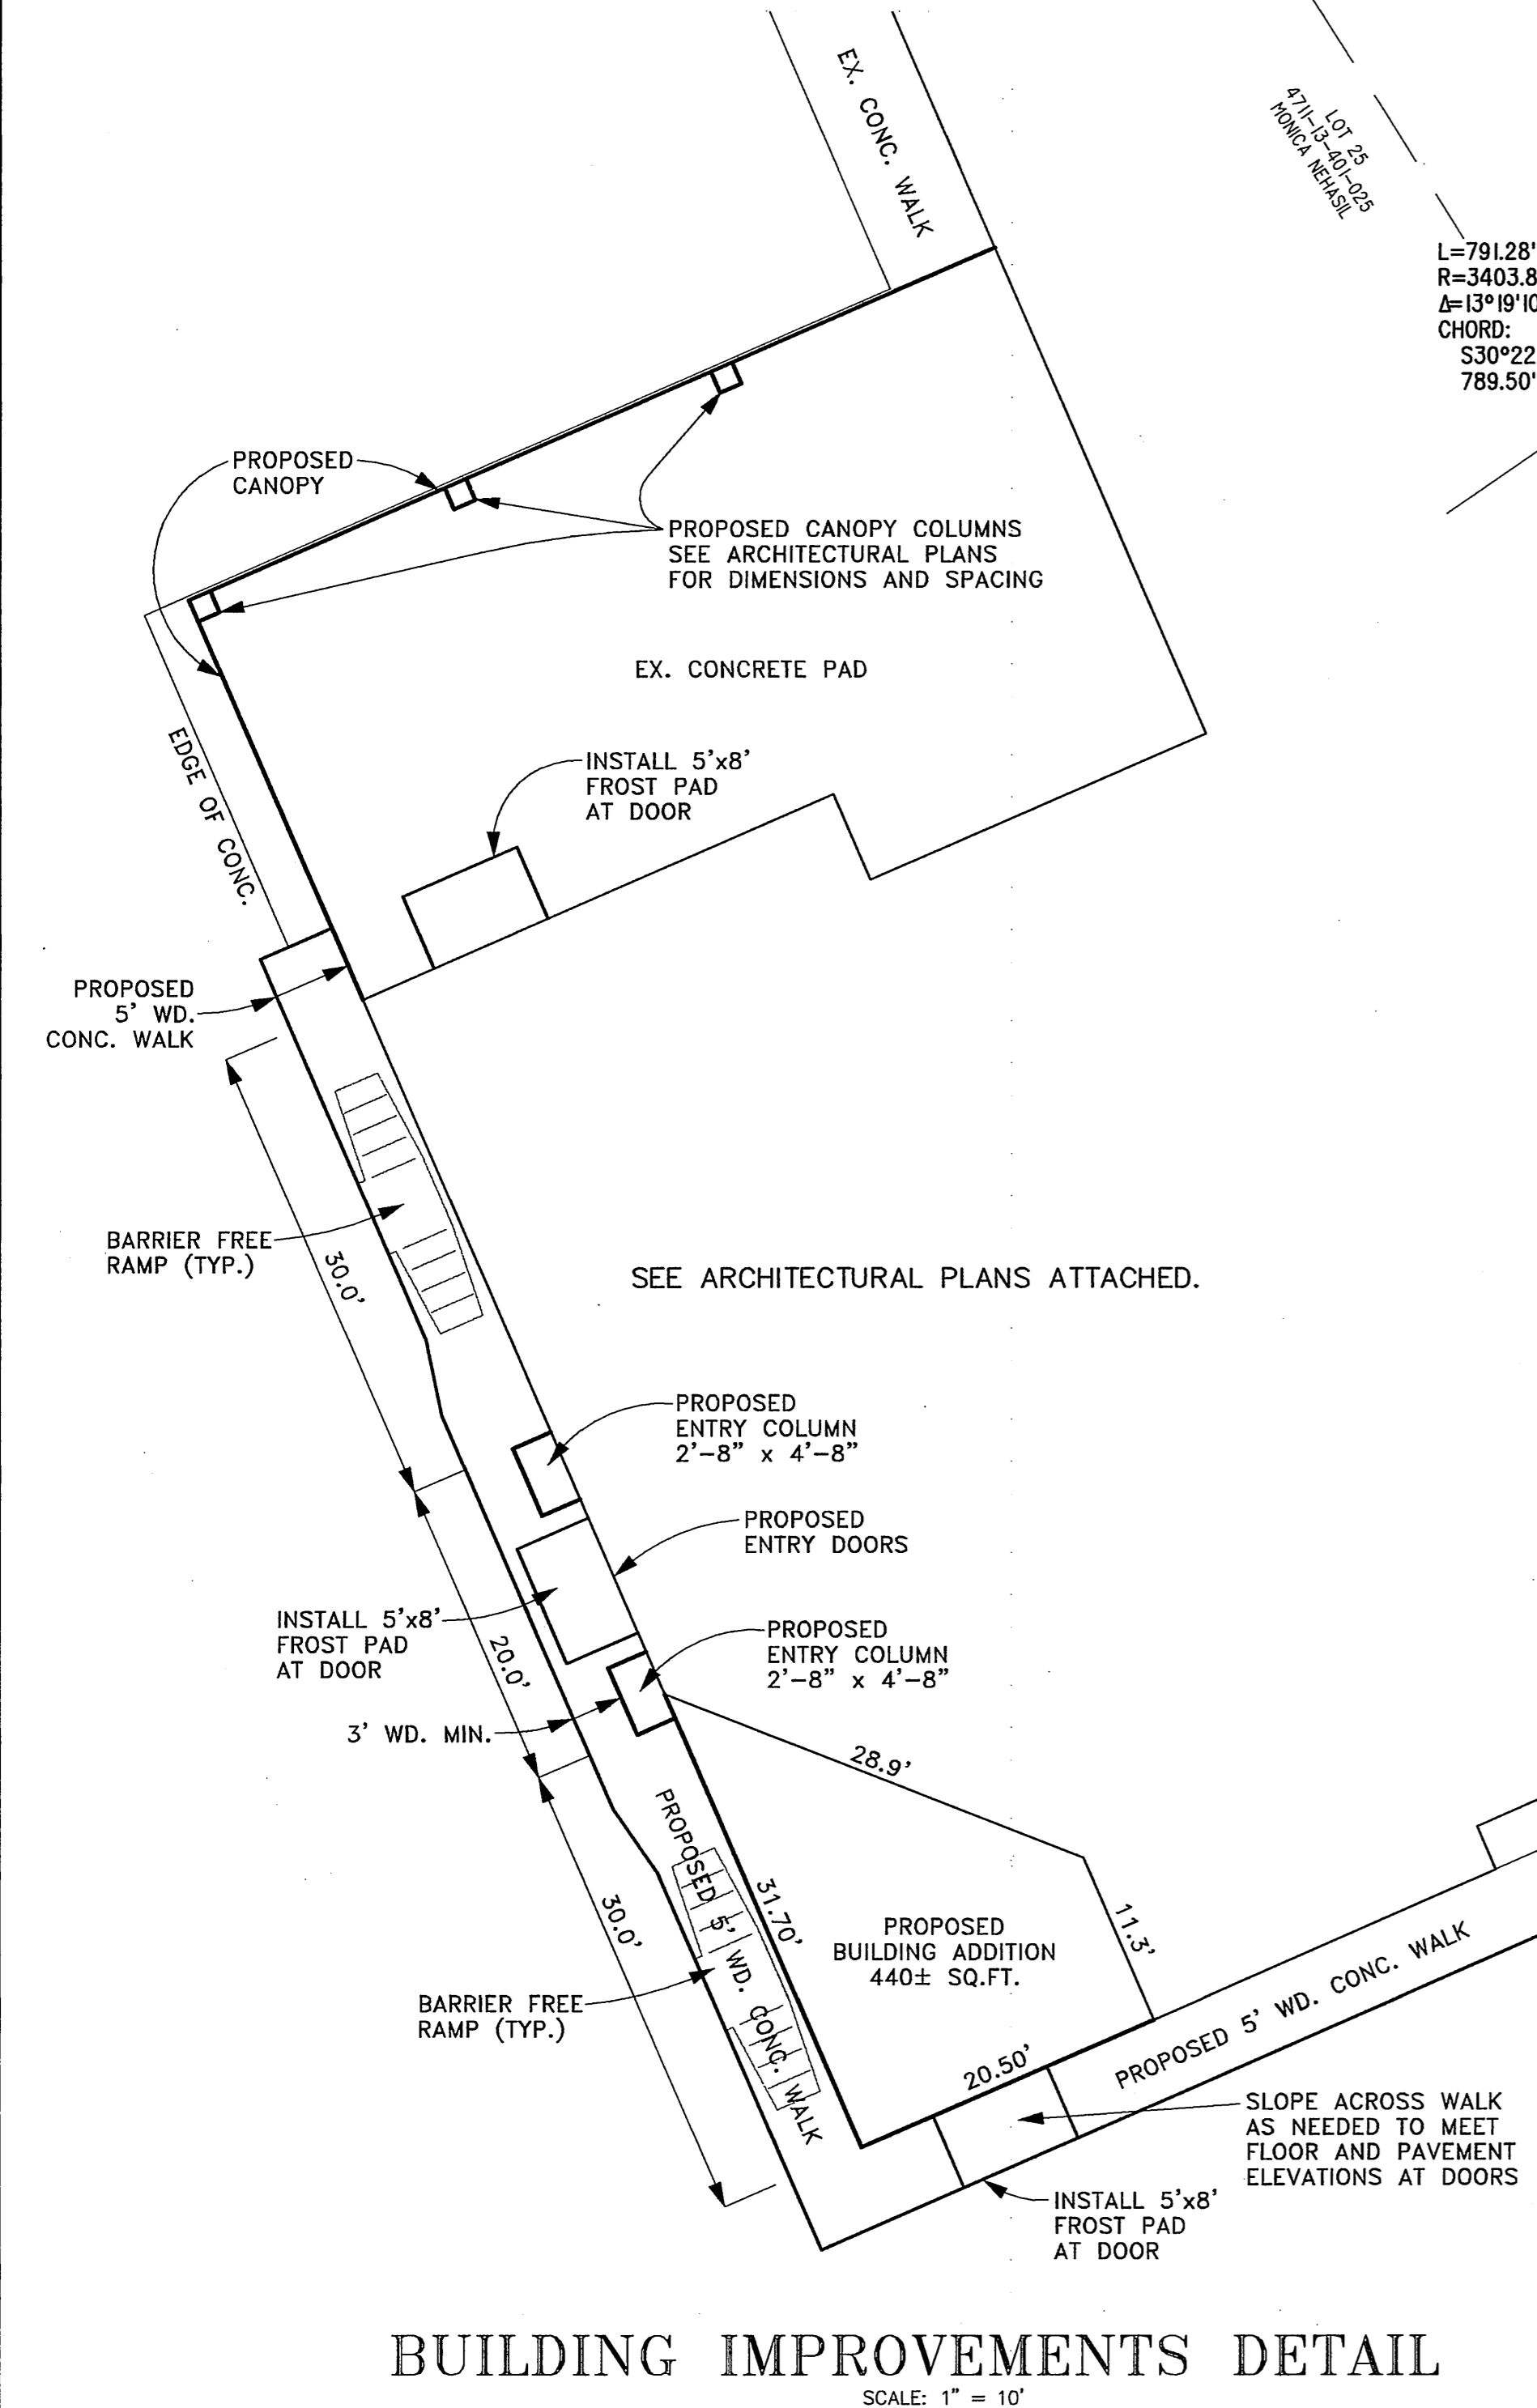 EX. CONC. WALK
LOT 25
4711-13-401-025
MONICA NEHASIL
L=791.28'
R=3403.8
Δ=13°19'10
CHORD:
S30°22
789.50'
PROPOSED
CANOPY
PROPOSED CANOPY COLUMNS
SEE ARCHITECTURAL PLANS
FOR DIMENSIONS AND SPACING
EX. CONCRETE PAD
EDGE OF CONC.
INSTALL 5'x8'
FROST PAD
AT DOOR
PROPOSED
5' WD.
CONC. WALK
BARRIER FREE
RAMP (TYP.)
30.0'
SEE ARCHITECTURAL PLANS ATTACHED.
PROPOSED
ENTRY COLUMN
2'-8" x 4'-8"
PROPOSED
ENTRY DOORS
INSTALL 5'x8'
FROST PAD
AT DOOR
20.0'
PROPOSED
ENTRY COLUMN
2'-8" x 4'-8"
3' WD. MIN.
28.9'
PROPOSED 5' WD. CONC. WALK
31.70'
30.0'
PROPOSED
BUILDING ADDITION
440± SQ.FT.
11.3'
BARRIER FREE
RAMP (TYP.)
20.50'
PROPOSED 5' WD. CONC. WALK
SLOPE ACROSS WALK
AS NEEDED TO MEET
FLOOR AND PAVEMENT
ELEVATIONS AT DOORS
INSTALL 5'x8'
FROST PAD
AT DOOR
BUILDING IMPROVEMENTS DETAIL
SCALE: 1" = 10'